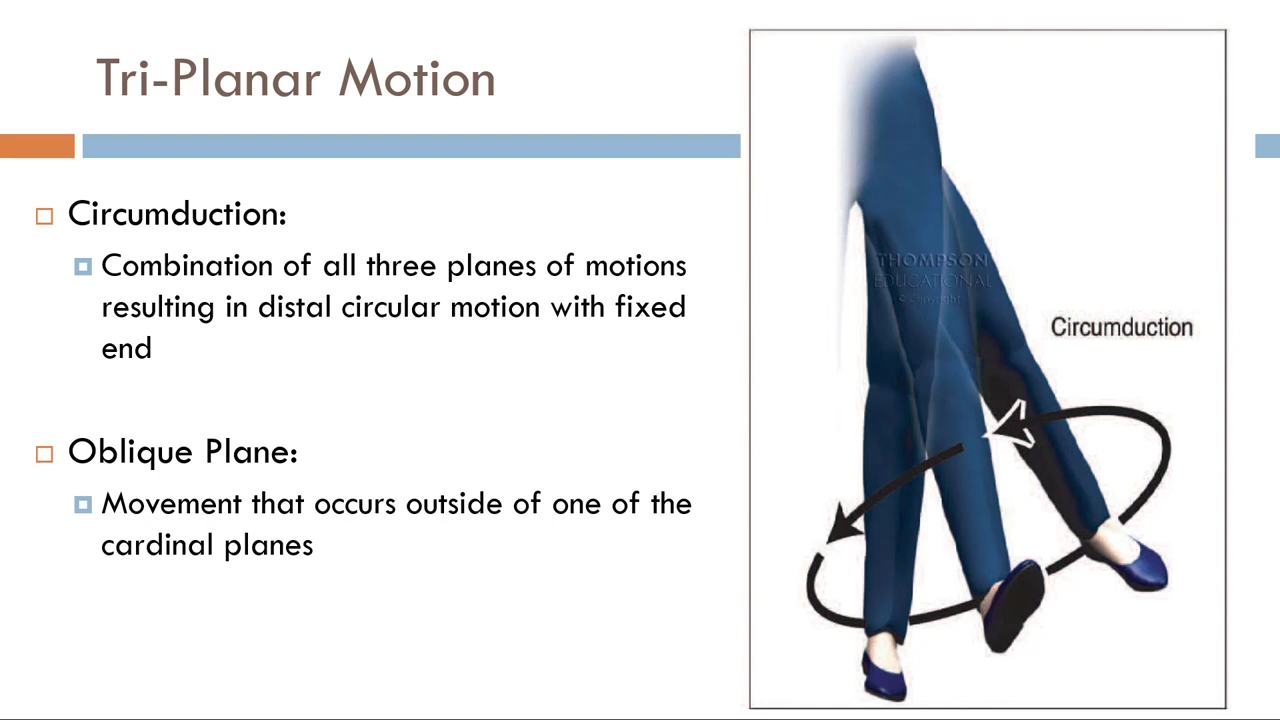 Tri-Planar Motion
Circumduction:
Combination of all three planes of motions
resulting in distal circular motion with fixed
end
Oblique Plane:
Movement that occurs outside of one of the
cardinal planes
THOMPSON
EDUCATIONAL
© Copyright
Circumduction